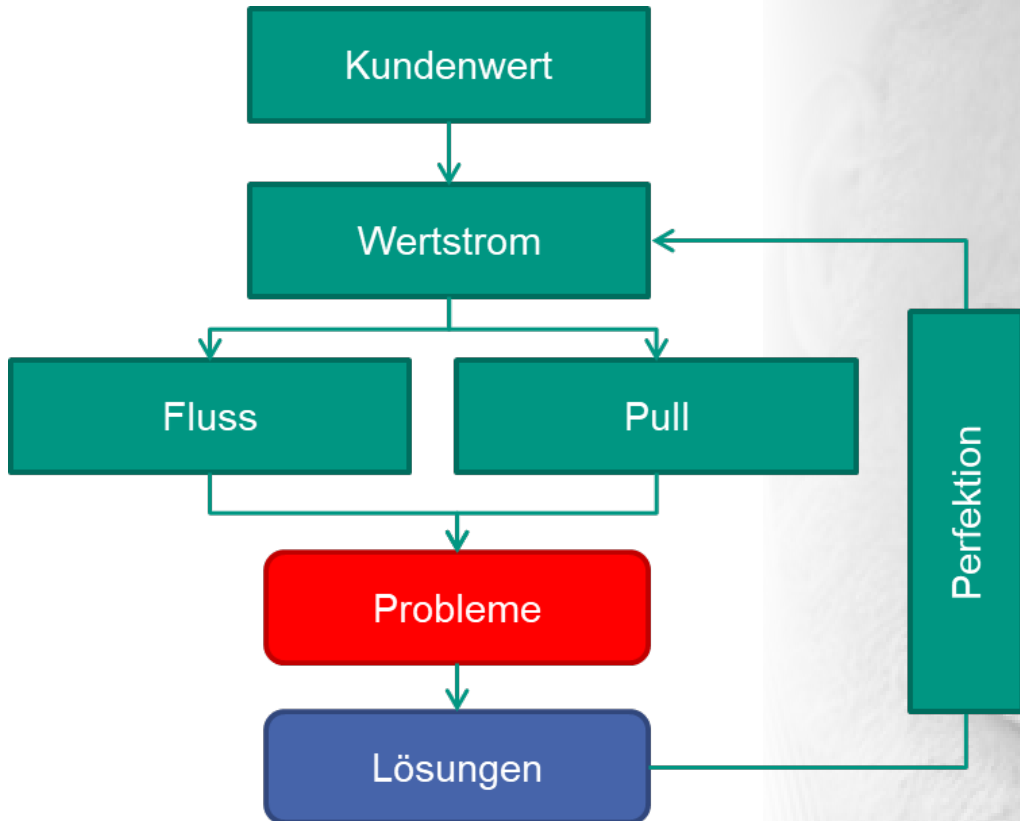 Kundenwert
Wertstrom
Fluss
Pull
Perfektion
Probleme
Lösungen